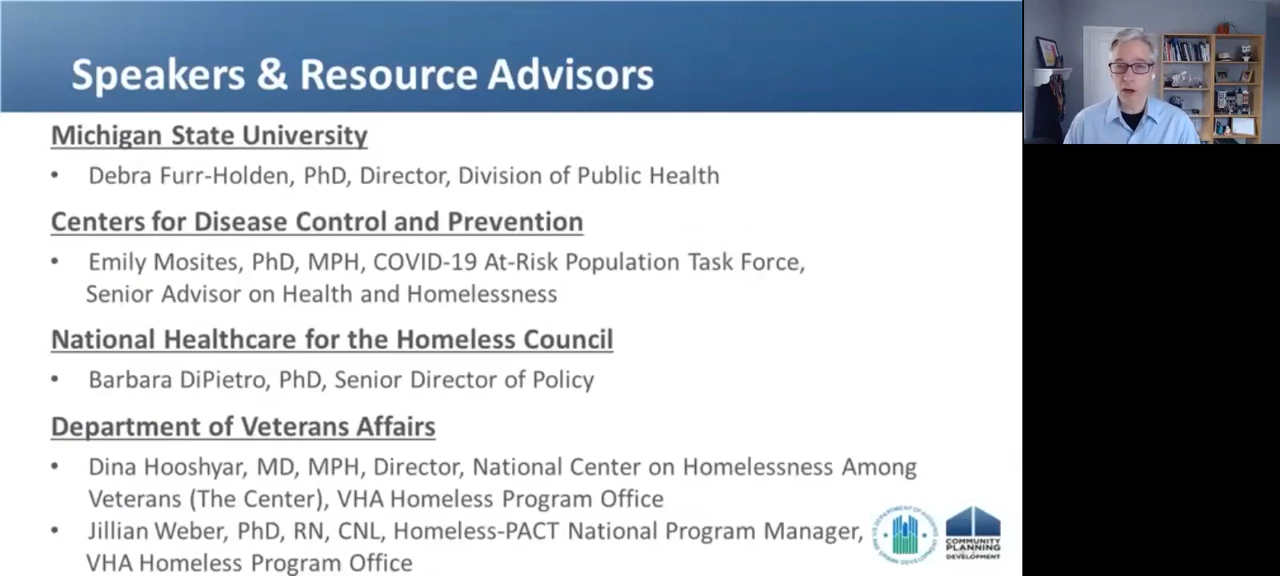 Speakers & Resource Advisors
Michigan State University
• Debra Furr-Holden, PhD, Director, Division of Public Health
Centers for Disease Control and Prevention
• Emily Mosites, PhD, MPH, COVID-19 At-Risk Population Task Force,
Senior Advisor on Health and Homelessness
National Healthcare for the Homeless Council
• Barbara DiPietro, PhD, Senior Director of Policy
Department of Veterans Affairs
• Dina Hooshyar, MD, MPH, Director, National Center on Homelessness Among
Veterans (The Center), VHA Homeless Program Office
• Jillian Weber, PhD, RN, CNL, Homeless-PACT National Program Manager,
VHA Homeless Program Office
COMMUNITY
PLANNING
DEVELOPMENT